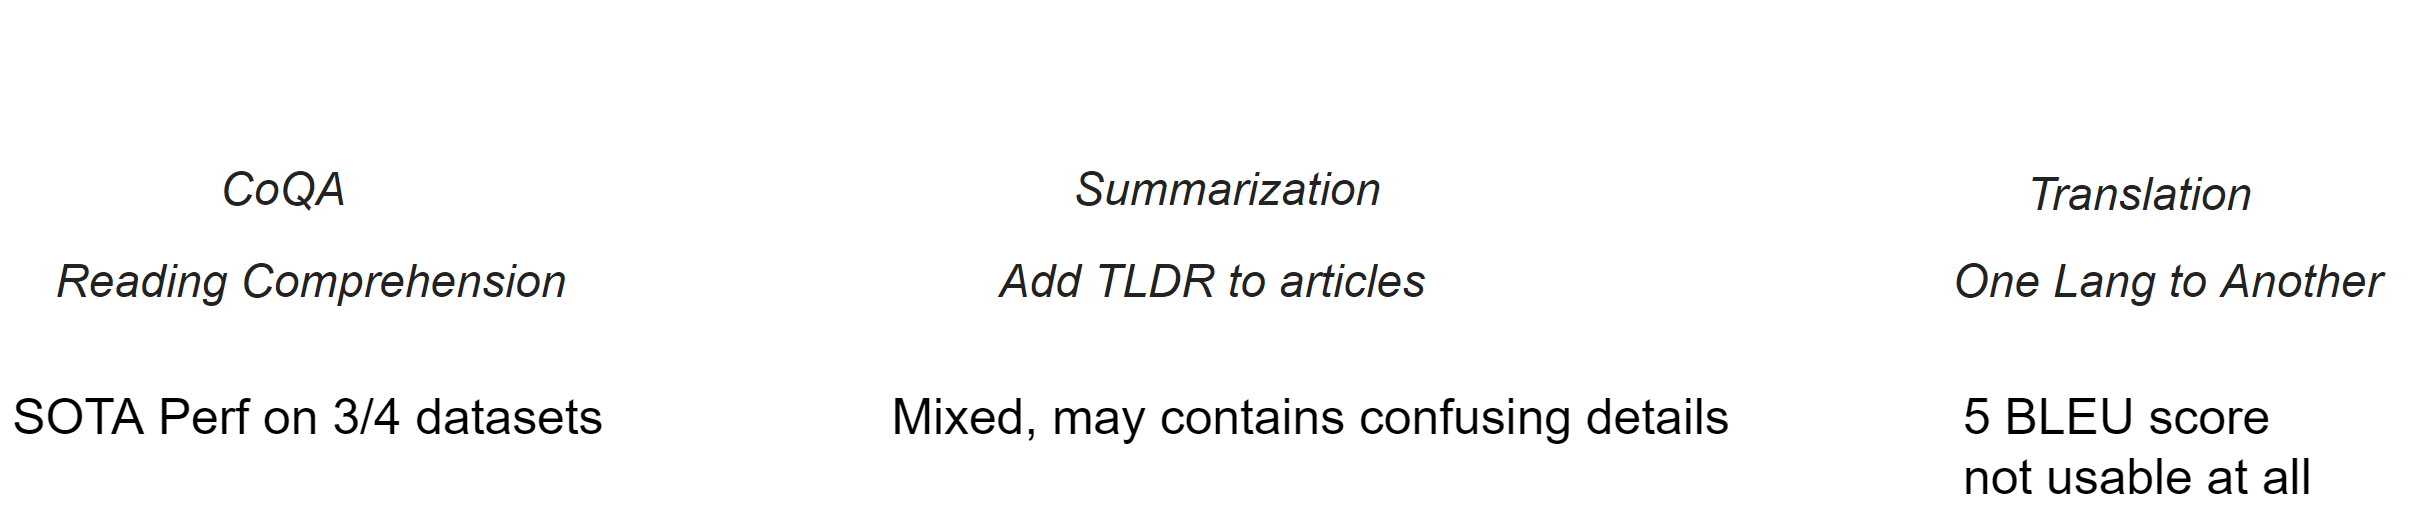 CoQA
Reading Comprehension
SOTA Perf on 3/4 datasets
Summarization
Add TLDR to articles
Mixed, may contains confusing details
Translation
One Lang to Another
5 BLEU score
not usable at all